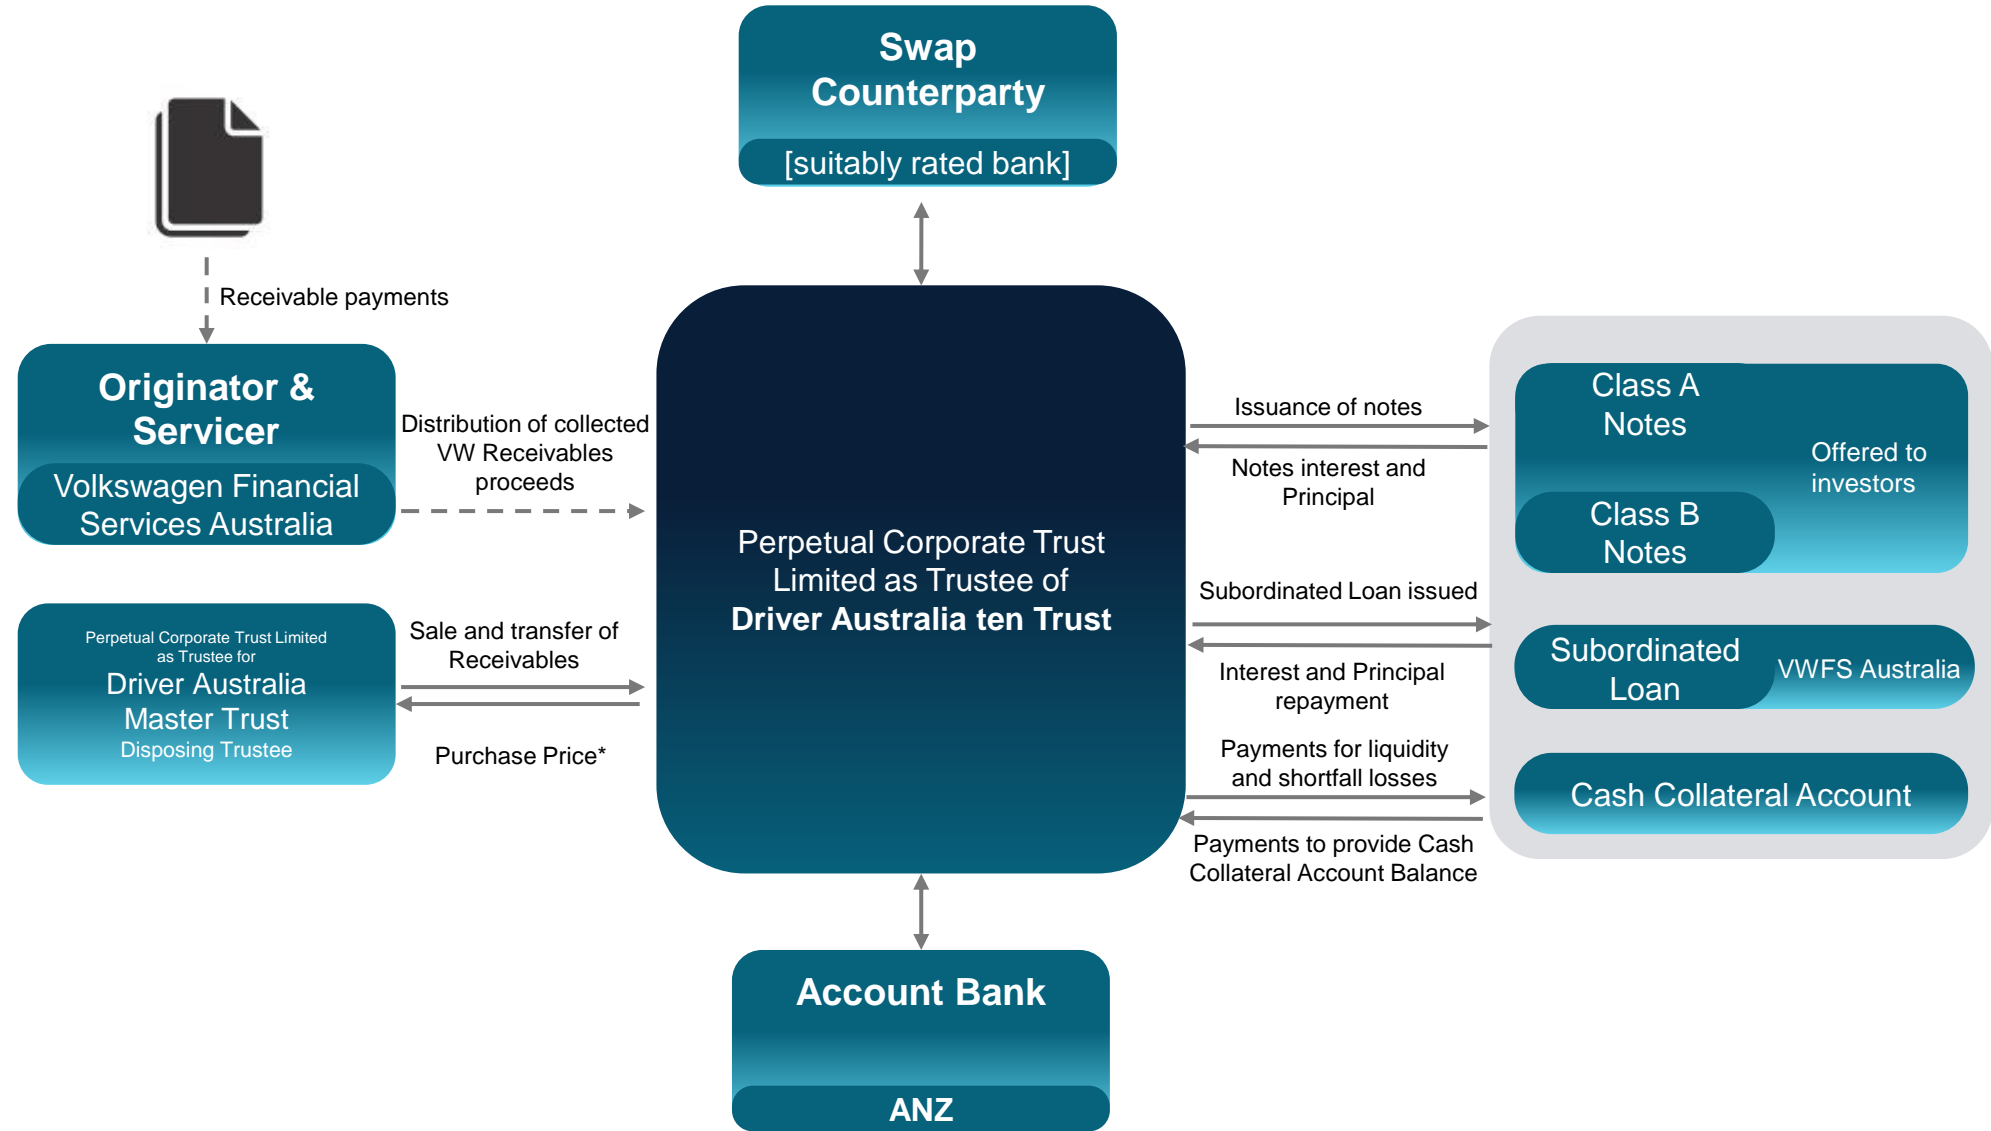 Swap
Counterparty
[suitably rated bank]
Receivable payments
Originator &
Servicer
Volkswagen Financial
Services Australia
Distribution of collected
VW Receivables
proceeds
Perpetual Corporate Trust Limited
as Trustee for
Driver Australia
Master Trust
Disposing Trustee
Sale and transfer of
Receivables
Purchase Price*
Perpetual Corporate Trust
Limited as Trustee of
Driver Australia ten Trust
Issuance of notes
Notes interest and
Principal
Subordinated Loan issued
Interest and Principal
repayment
Payments for liquidity
and shortfall losses
Payments to provide Cash
Collateral Account Balance
Class A
Notes
Offered to
investors
Class B
Notes
Subordinated
Loan
VWFS Australia
Cash Collateral Account
Account Bank
ANZ